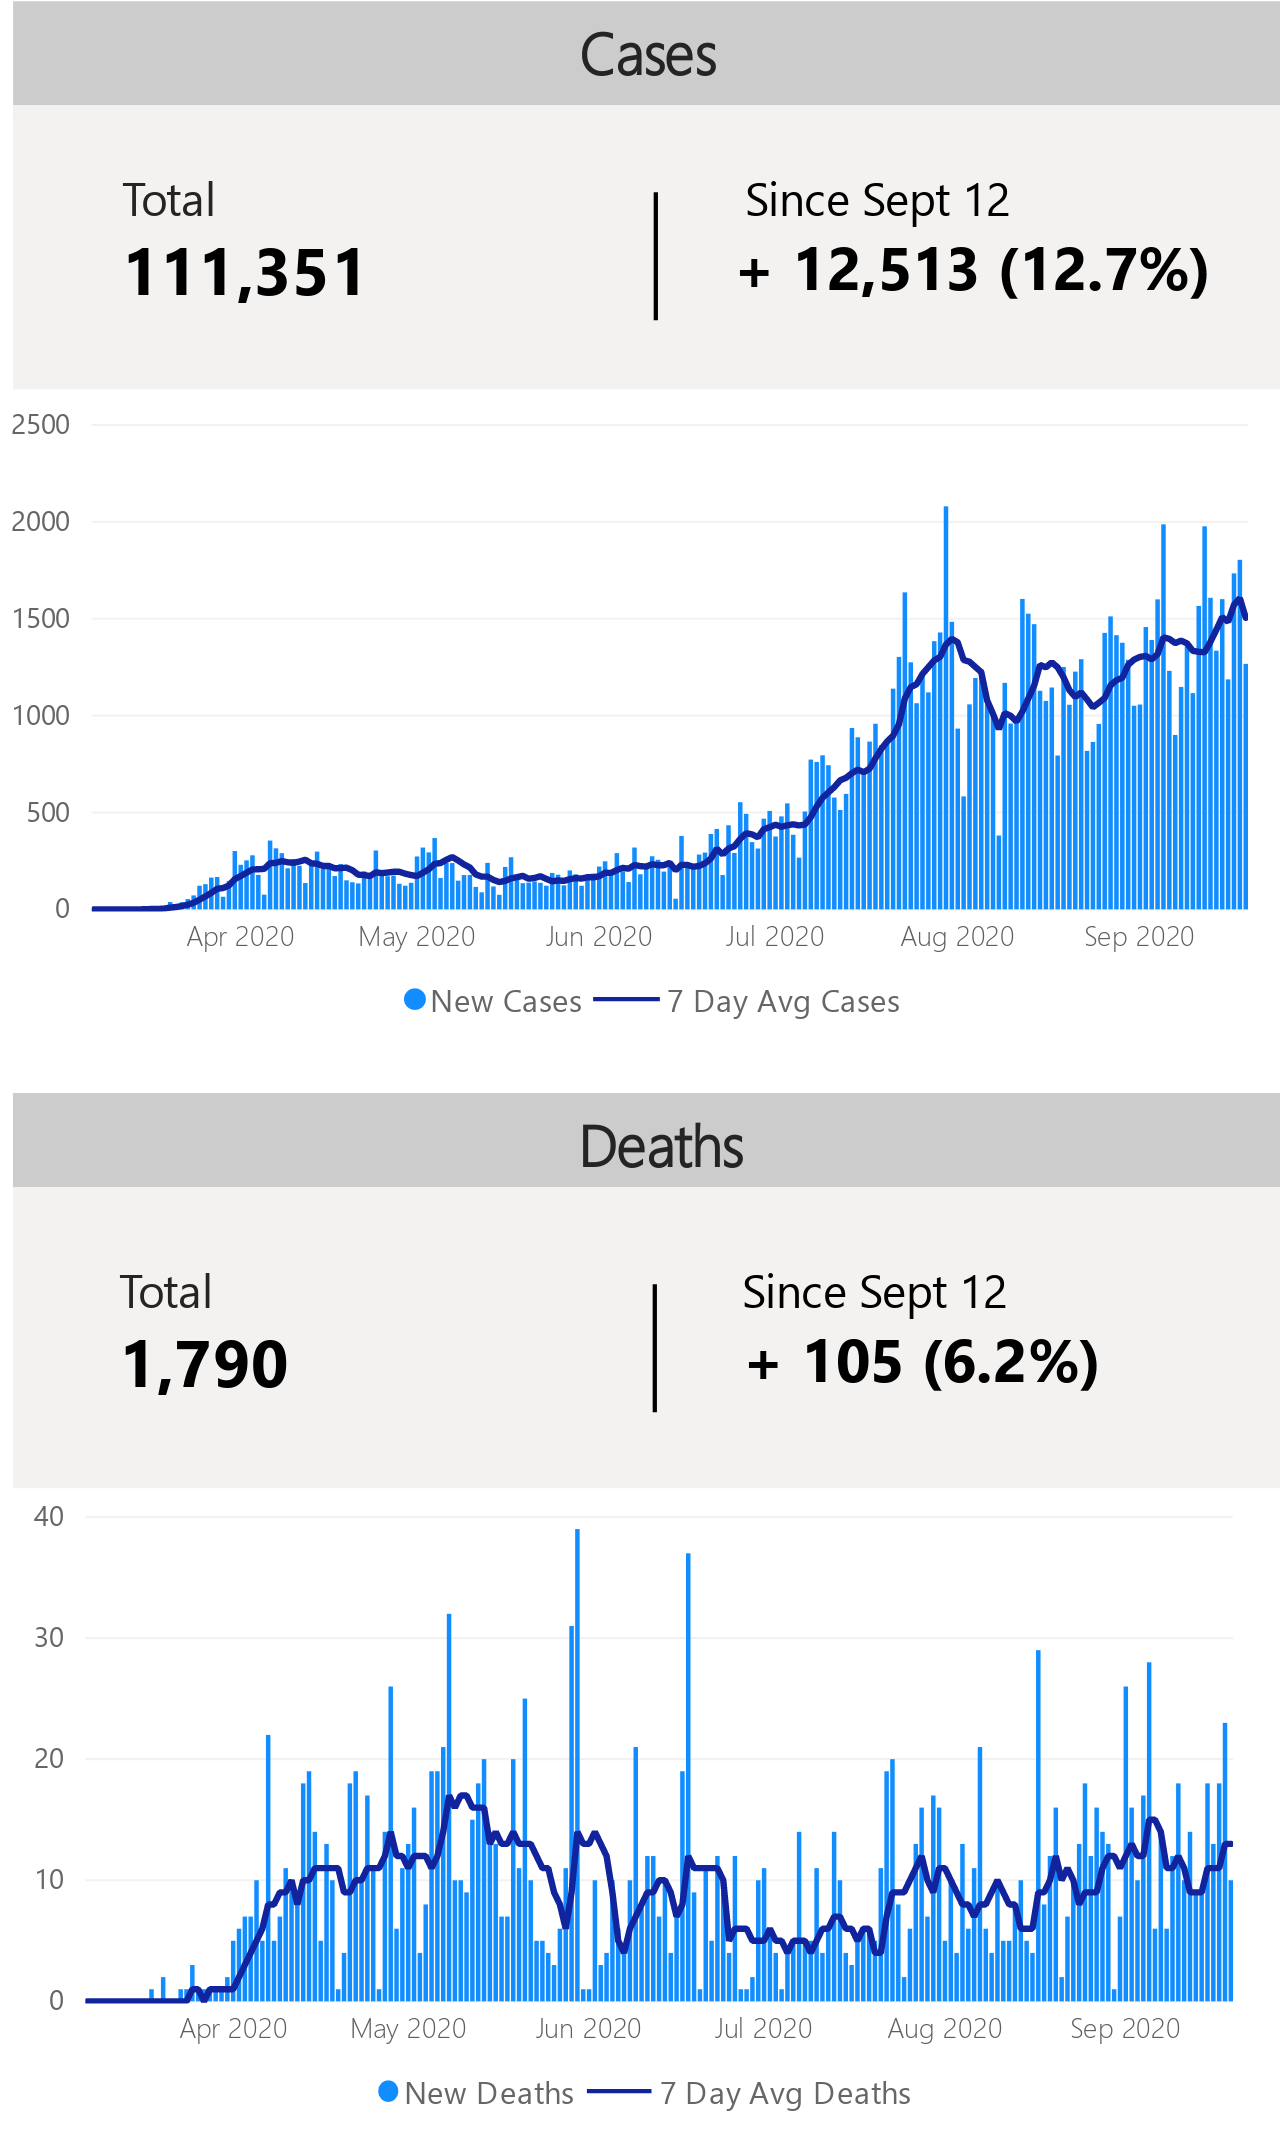 Cases
Total
Since Sept 12
111,351
+ 12,513 (12.7%)
2500
2000
1500
1000
500
0
Apr 2020 May 2020 Jun 2020 Jul 2020 Aug 2020 Sep 2020
New Cases 7 Day Avg Cases
Deaths
Total
Since Sept 12
1,790
+ 105 (6.2%)
40
30
20
10
0
Apr 2020 May 2020 Jun 2020 Jul 2020 Aug 2020 Sep 2020
New Deaths 7 Day Avg Deaths